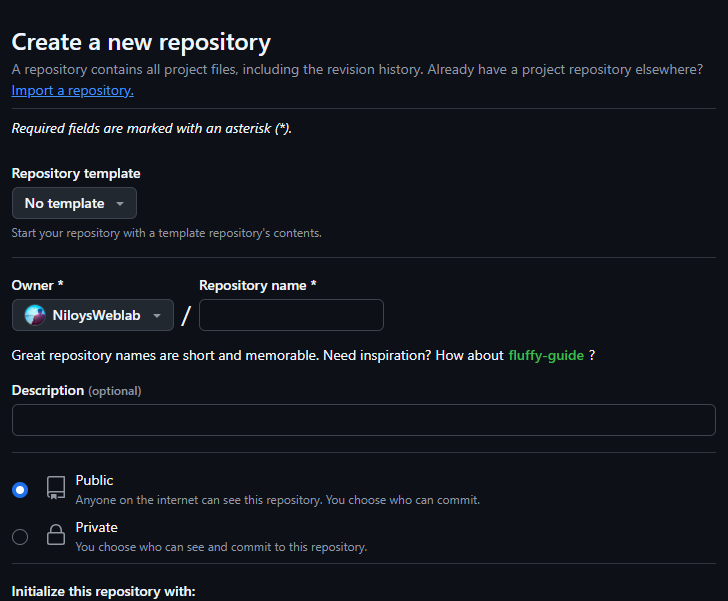 Create a new repository
A repository contains all project files, including the revision history. Already have a project repository elsewhere?
Import a repository.
Required fields are marked with an asterisk (*).
Repository template
No template
Start your repository with a template repository's contents.
Owner * Repository name *
NiloysWeblab /
Great repository names are short and memorable. Need inspiration? How about fluffy-guide ?
Description (optional)
Public
Anyone on the internet can see this repository. You choose who can commit.
Private
You choose who can see and commit to this repository.
Initialize this repository with: